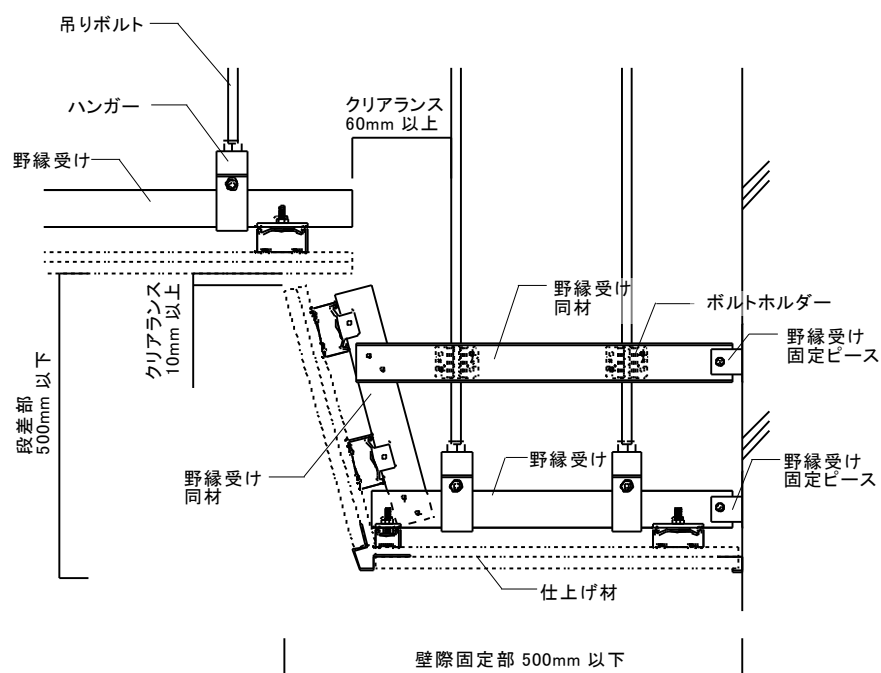 吊りボルト
ハンガー
野縁受け
クリアランス
60mm 以上
クリアランス
10mm 以上
段差部
500mm 以下
野縁受け
同材
ボルトホルダー
野縁受け
固定ピース
野縁受け
同材
野縁受け
野縁受け
固定ピース
仕上げ材
壁際固定部 500mm 以下